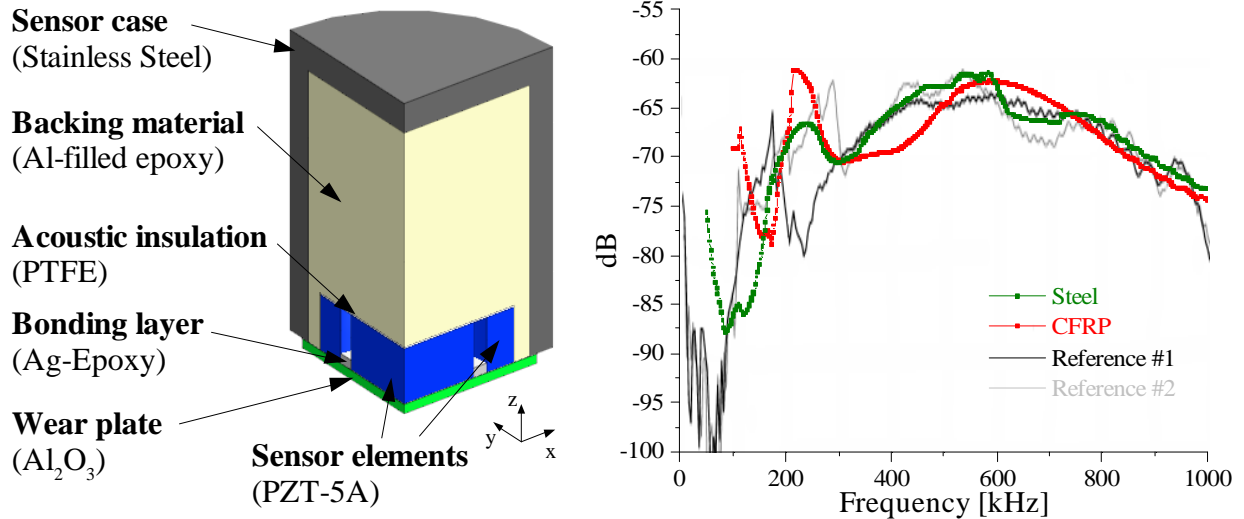 Sensor case
(Stainless Steel)
Backing material
(Al-filled epoxy)
Acoustic insulation
(PTFE)
Bonding layer
(Ag-Epoxy)
Wear plate
(Al2O3)
Sensor elements
(PZT-5A)
z
y
x
-55
-60
-65
-70
-75
-80
-85
-90
-95
-100
dB
Steel
CFRP
Reference #1
Reference #2
0 200 400 600 800 1000
Frequency [kHz]